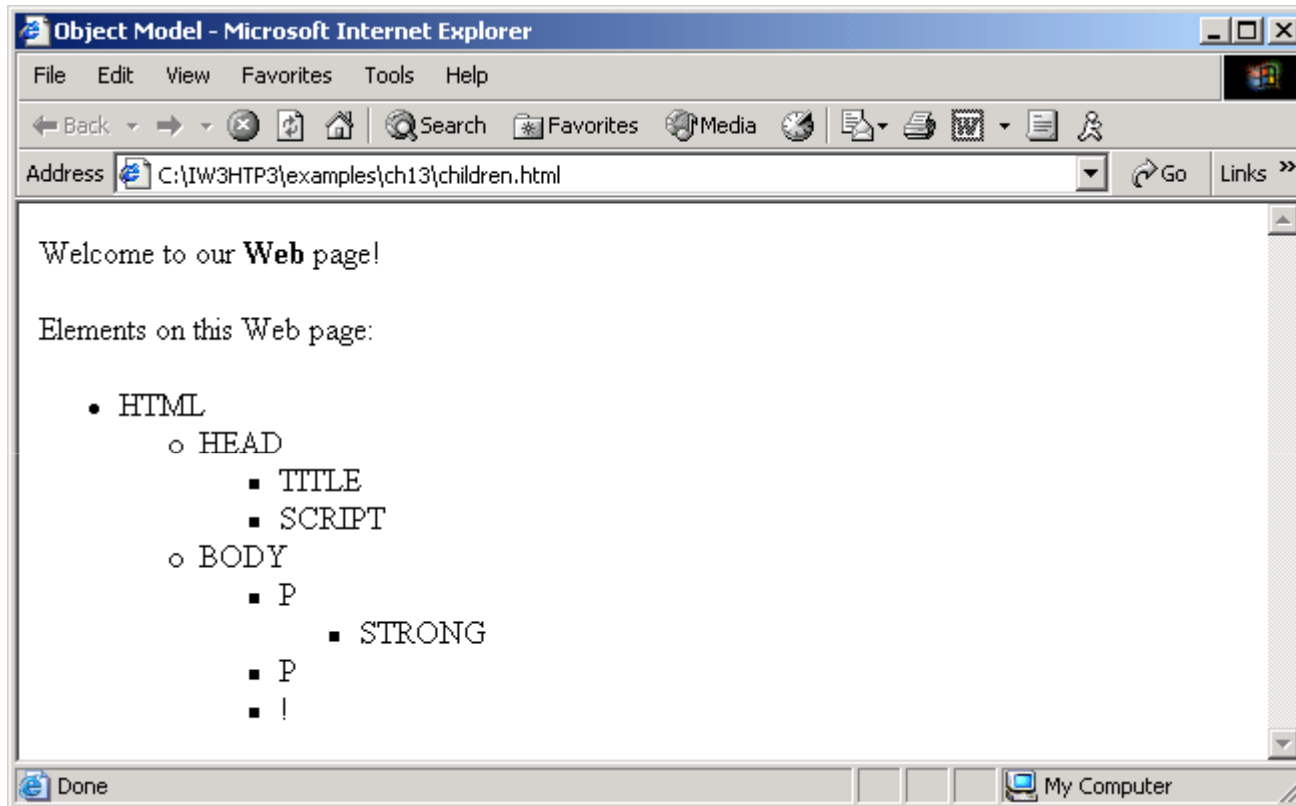 Object Model - Microsoft Internet Explorer
File Edit View Favorites Tools Help
Back Search Favorites Media
Address C:\IW3HTP3\examples\ch13\children.html Go Links »
Welcome to our Web page!
Elements on this Web page:
• HTML
o HEAD
▪ TITLE
▪ SCRIPT
o BODY
▪ P
▪ STRONG
▪ P
▪ !
Done My Computer